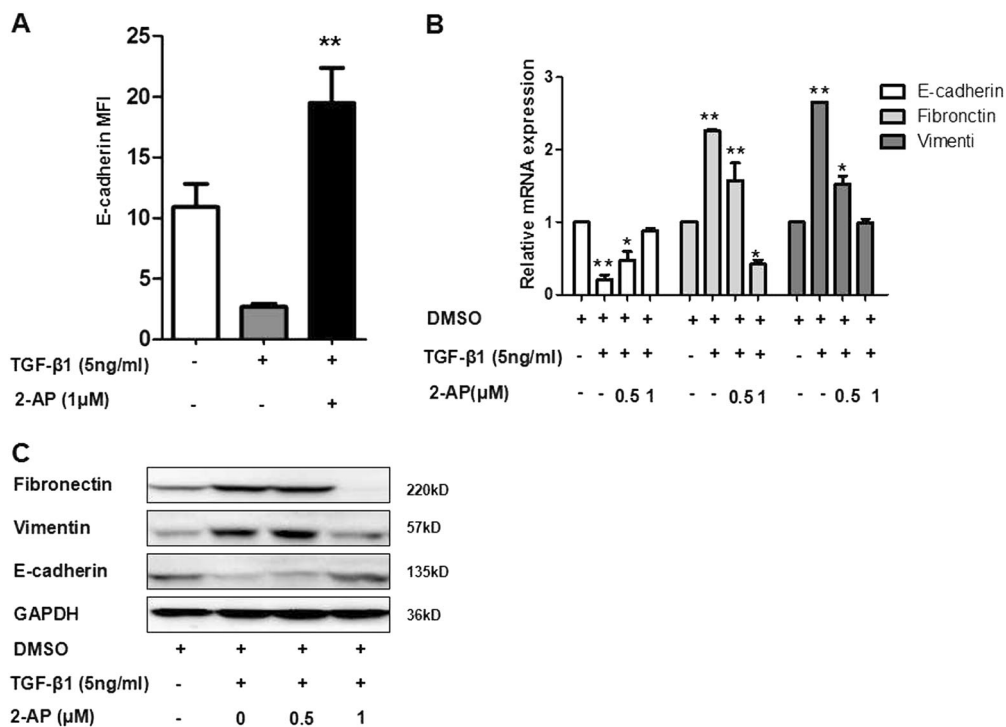 A
E-cadherin MFI
25
20
15
10
5
0
**
TGF-β1 (5ng/ml) - + +
2-AP (1μM) - - +
B
Relative mRNA expression
3
2
1
0
** * ** ** * ** *
E-cadherin
Fibronctin
Vimenti
DMSO + + + + + + + + + + + +
TGF-β1 (5ng/ml) - + + + - + + + - + + +
2-AP(μM) - - 0.5 1 - - 0.5 1 - - 0.5 1
C
Fibronectin 220kD
Vimentin 57kD
E-cadherin 135kD
GAPDH 36kD
DMSO + + + +
TGF-β1 (5ng/ml) - + + +
2-AP (μM) - 0 0.5 1